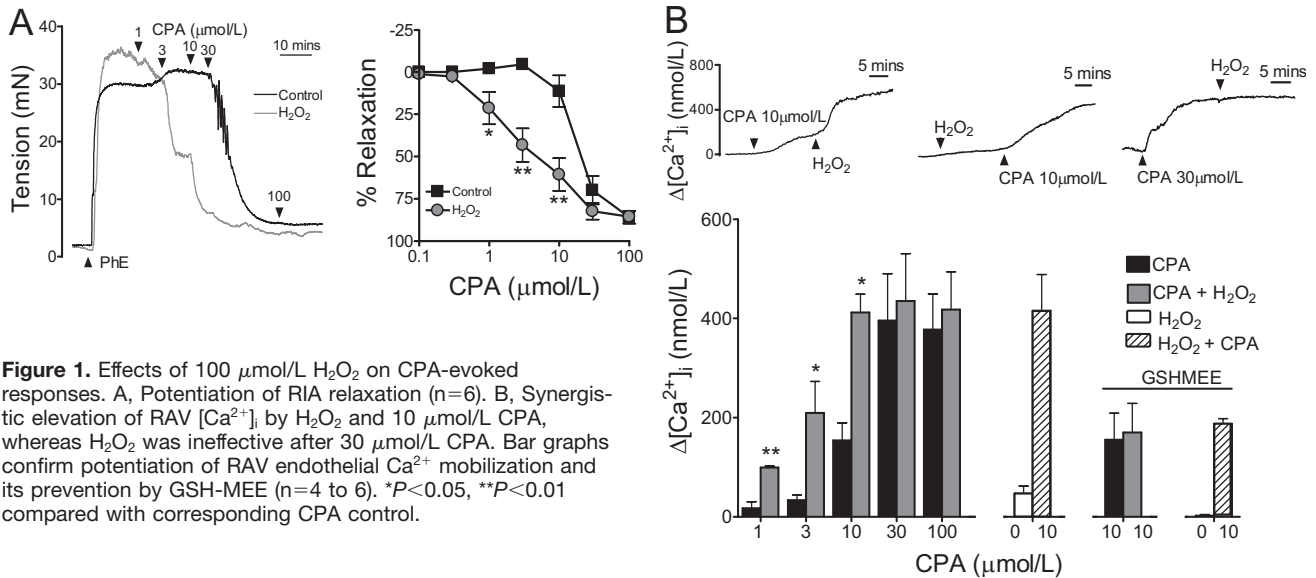 A
CPA (μmol/L)
1
3
10
30
10 mins
Control
H₂O₂
Tension (mN)
40
30
20
10
0
100
PhE
-25
0
25
50
75
100
% Relaxation
*
**
**
Control
H₂O₂
0.1 1 10 100
CPA (μmol/L)
Figure 1. Effects of 100 μmol/L H₂O₂ on CPA-evoked
responses. A, Potentiation of RIA relaxation (n=6). B, Synergis-
tic elevation of RAV [Ca²⁺]ᵢ by H₂O₂ and 10 μmol/L CPA,
whereas H₂O₂ was ineffective after 30 μmol/L CPA. Bar graphs
confirm potentiation of RAV endothelial Ca²⁺ mobilization and
its prevention by GSH-MEE (n=4 to 6). *P<0.05, **P<0.01
compared with corresponding CPA control.
B
Δ[Ca²⁺]ᵢ (nmol/L)
800
400
0
5 mins
CPA 10μmol/L
H₂O₂
5 mins
H₂O₂
CPA 10μmol/L
H₂O₂
5 mins
CPA 30μmol/L
Δ[Ca²⁺]ᵢ (nmol/L)
600
400
200
0
**
*
*
CPA
CPA + H₂O₂
H₂O₂
H₂O₂ + CPA
GSHMEE
1 3 10 30 100 0 10 10 10 0 10
CPA (μmol/L)